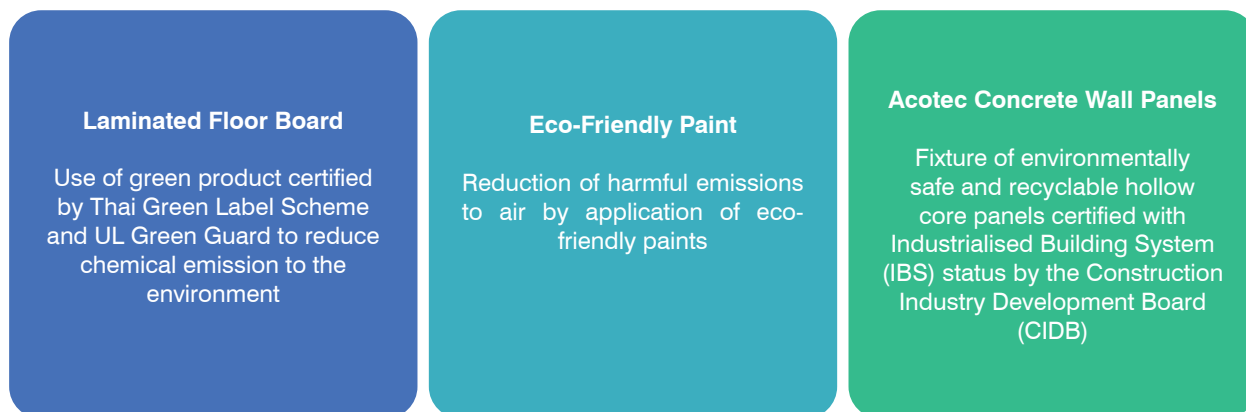 Laminated Floor Board
Use of green product certified
by Thai Green Label Scheme
and UL Green Guard to reduce
chemical emission to the
environment
Eco-Friendly Paint
Reduction of harmful emissions
to air by application of eco-
friendly paints
Acotec Concrete Wall Panels
Fixture of environmentally
safe and recyclable hollow
core panels certified with
Industrialised Building System
(IBS) status by the Construction
Industry Development Board
(CIDB)